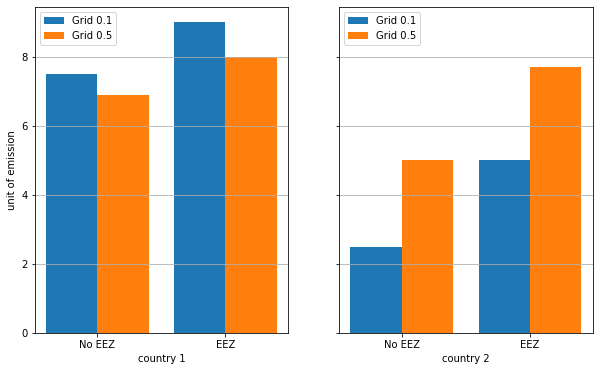 Grid 0.1
Grid 0.5
8
6
4
2
0
unit of emission
No EEZ
EEZ
country 1
Grid 0.1
Grid 0.5
No EEZ
EEZ
country 2